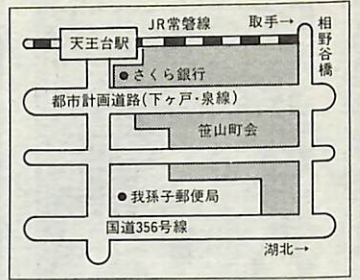 JR常磐線
取手→
天王台駅
相野谷橋
さくら銀行
都市計画道路(下ヶ戸・泉線)
笹山町会
我孫子郵便局
国道356号線
湖北→